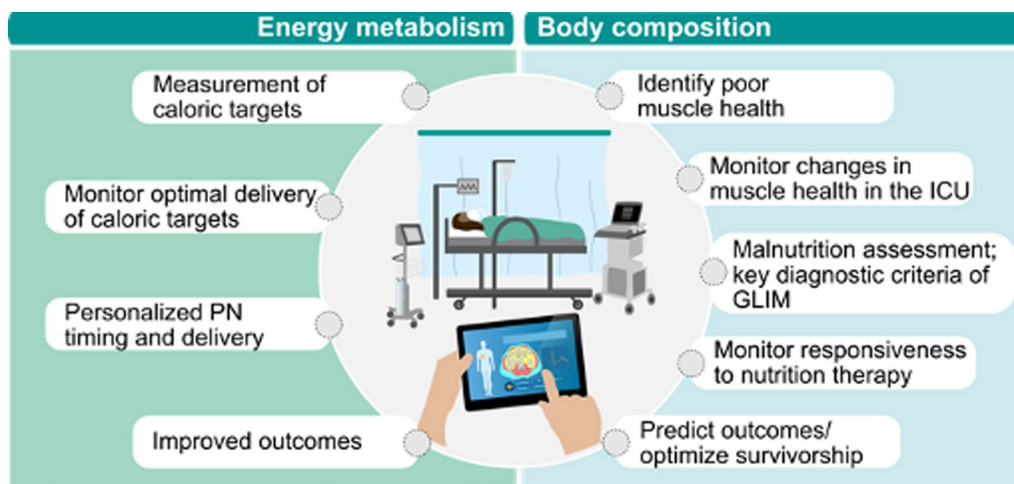 Energy metabolism
Body composition
Measurement of
caloric targets
Monitor optimal delivery
of caloric targets
Personalized PN
timing and delivery
Improved outcomes
Identify poor
muscle health
Monitor changes in
muscle health in the ICU
Malnutrition assessment;
key diagnostic criteria of
GLIM
Monitor responsiveness
to nutrition therapy
Predict outcomes/
optimize survivorship